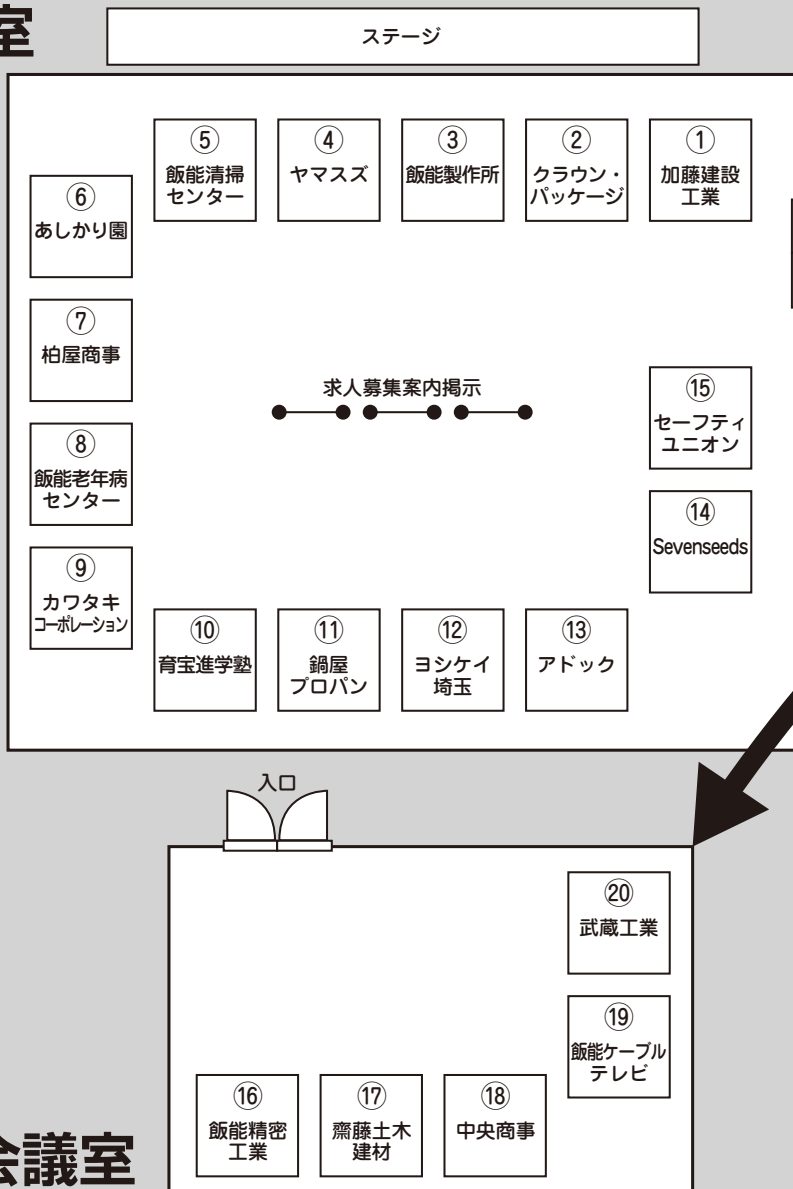 室
ステージ
⑤
飯能清掃
センター
④
ヤマスズ
③
飯能製作所
②
クラウン・
パッケージ
①
加藤建設
工業
⑥
あしかり園
⑦
柏屋商事
⑧
飯能老年病
センター
⑨
カワタキ
コーポレーション
求人募集案内掲示
⑮
セーフティ
ユニオン
⑭
Sevenseeds
⑩
育宝進学塾
⑪
鍋屋
プロパン
⑫
ヨシケイ
埼玉
⑬
アドック
入口
⑳
武蔵工業
⑲
飯能ケーブル
テレビ
⑯
飯能精密
工業
⑰
齋藤土木
建材
⑱
中央商事
会議室